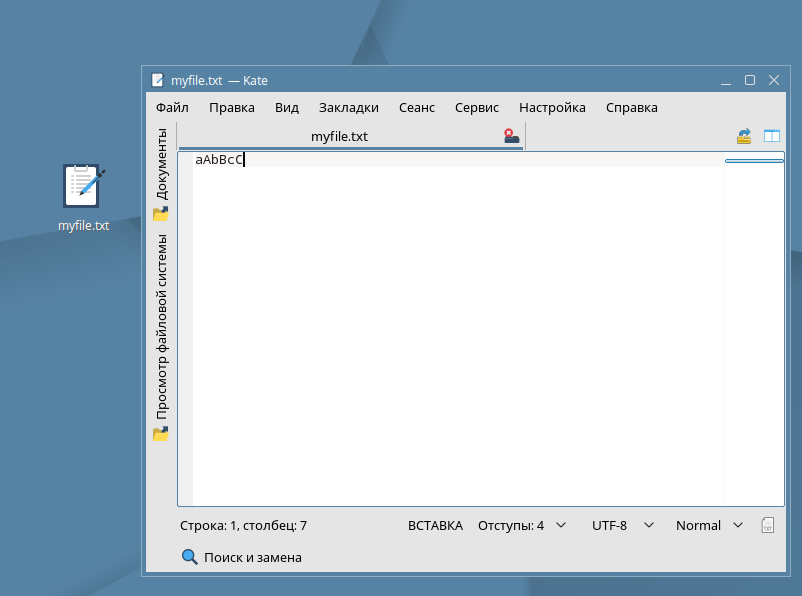 myfile.txt — Kate
Файл Правка Вид Закладки Сеанс Сервис Настройка Справка
Документы
Просмотр файловой системы
myfile.txt
aAbBcC
myfile.txt
Строка: 1, столбец: 7 ВСТАВКА Отступы: 4 UTF-8 Normal
Поиск и замена